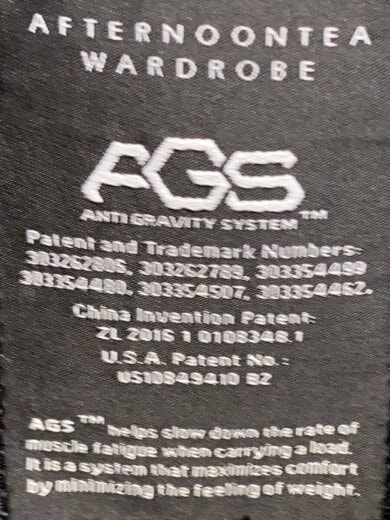 AFTERNOONTEA
WARDROBE
AGS
ANTI GRAVITY SYSTEM™
Patent and Trademark Numbers:
303262806, 303262789, 303354499
303354480, 303354507, 303354462.
China Invention Patent:
ZL 2016 1 0108348.1
U.S.A. Patent No.:
US10849410 B2
AGS™ helps slow down the rate of
muscle fatigue when carrying a load.
It is a system that maximizes comfort
by minimizing the feeling of weight.